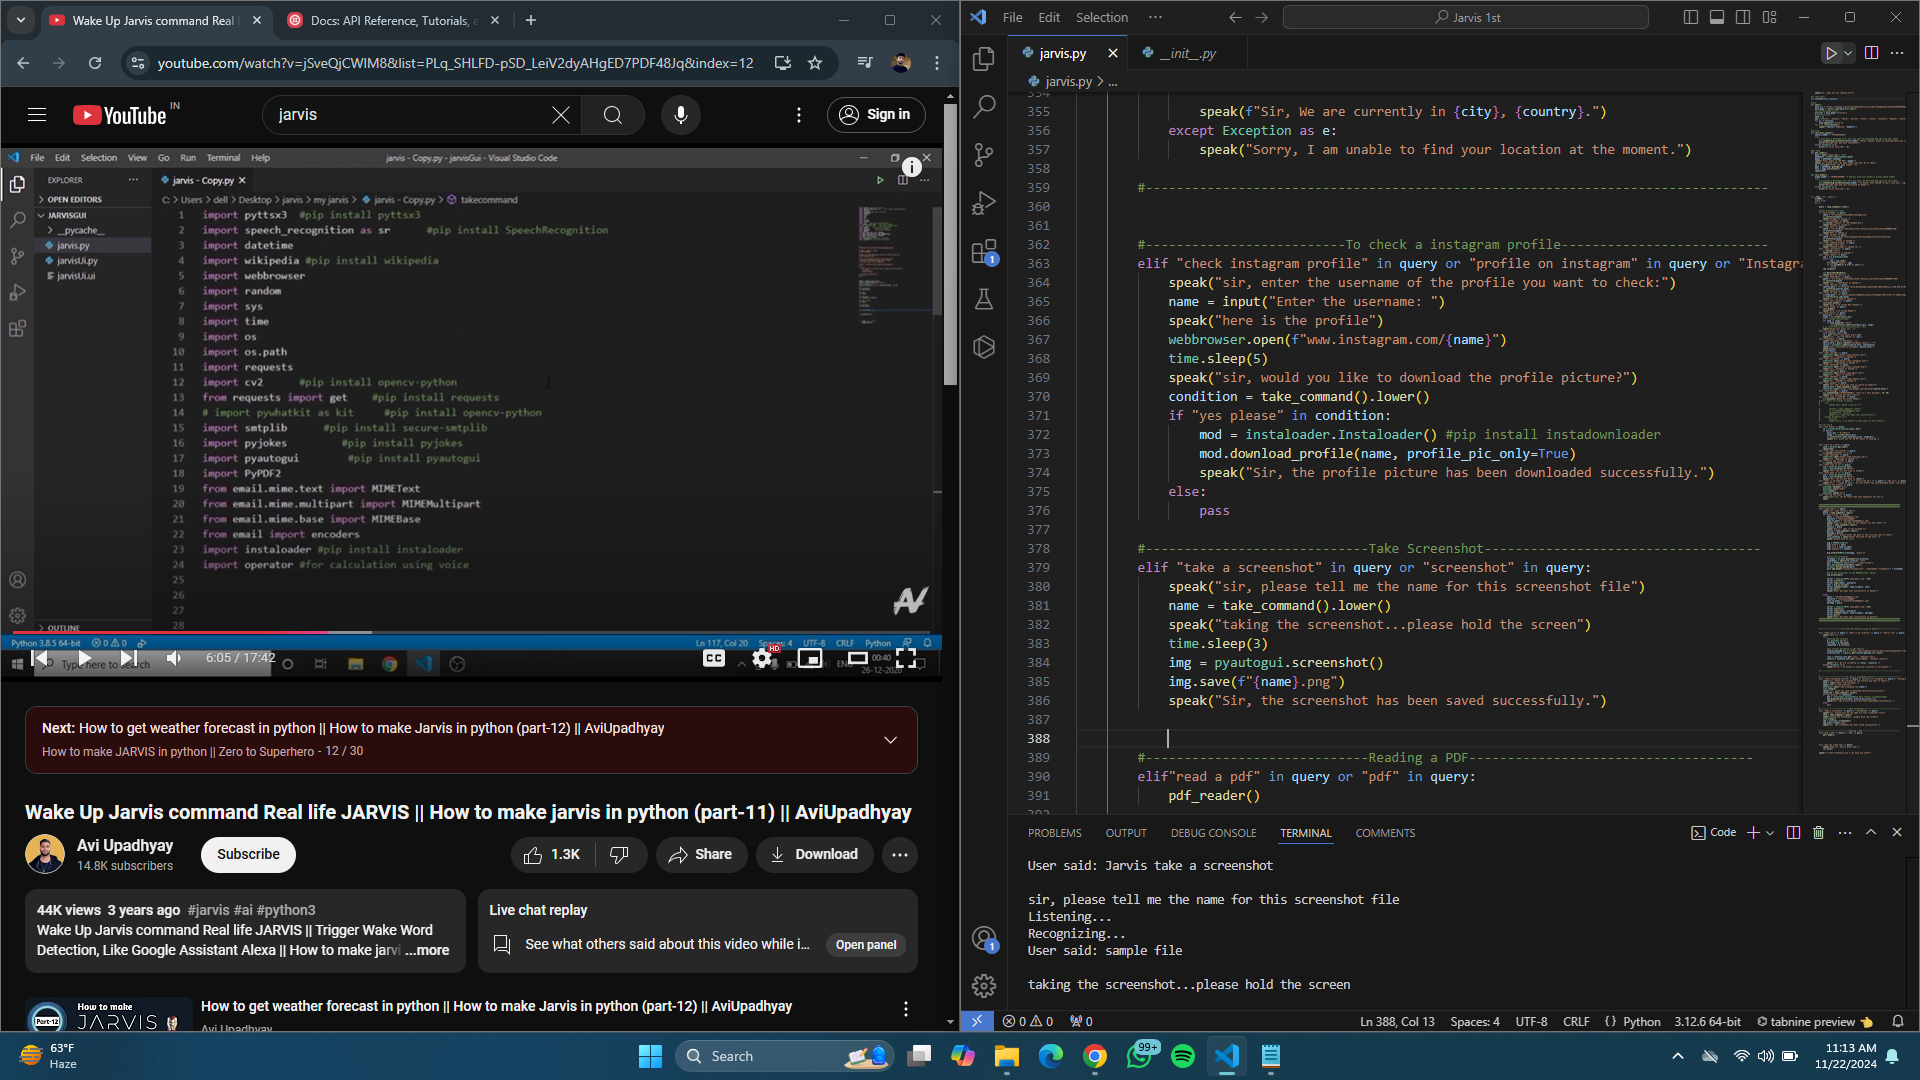 Wake Up Jarvis command Real
Docs: API Reference, Tutorials,
youtube.com/watch?v=jSveQjCWIM8&list=PLq_SHLFD-pSD_LeiV2dyAHgED7PDF48Jq&index=12
YouTube IN
jarvis
Sign in
File Edit Selection View Go Run Terminal Help
jarvis - Copy.py - jarvisGui - Visual Studio Code
EXPLORER
jarvis - Copy.py
OPEN EDITORS
C: > Users > dell > Desktop > jarvis > my jarvis > jarvis - Copy.py > takecommand
JARVISGUI
__pycache__
jarvis.py
jarvisUi.py
jarvisUi.ui
1 import pyttsx3 #pip install pyttsx3
2 import speech_recognition as sr #pip install SpeechRecognition
3 import datetime
4 import wikipedia #pip install wikipedia
5 import webbrowser
6 import random
7 import sys
8 import time
9 import os
10 import os.path
11 import requests
12 import cv2 #pip install opencv-python
13 from requests import get #pip install requests
14 # import pywhatkit as kit #pip install opencv-python
15 import smtplib #pip install secure-smtplib
16 import pyjokes #pip install pyjokes
17 import pyautogui #pip install pyautogui
18 import PyPDF2
19 from email.mime.text import MIMEText
20 from email.mime.multipart import MIMEMultipart
21 from email.mime.base import MIMEBase
22 from email import encoders
23 import instaloader #pip install instaloader
24 import operator #for calculation using voice
25
26
27
28
OUTLINE
Python 3.8.5 64-bit 0 0
Ln 117, Col 20 Spaces: 4 UTF-8 CRLF Python
6:05 / 17:42
Type here to search
CC
HD
00:40
26-12-2020
Next: How to get weather forecast in python || How to make Jarvis in python (part-12) || AviUpadhyay
How to make JARVIS in python || Zero to Superhero - 12 / 30
Wake Up Jarvis command Real life JARVIS || How to make jarvis in python (part-11) || AviUpadhyay
Avi Upadhyay
14.8K subscribers
Subscribe
1.3K
Share
Download
44K views 3 years ago #jarvis #ai #python3
Wake Up Jarvis command Real life JARVIS || Trigger Wake Word
Detection, Like Google Assistant Alexa || How to make jarvi ...more
Live chat replay
See what others said about this video while i...
Open panel
How to make
Part-12
JARVIS
How to get weather forecast in python || How to make Jarvis in python (part-12) || AviUpadhyay
Avi Upadhyay
File Edit Selection ...
Jarvis 1st
jarvis.py
__init__.py
jarvis.py > ...
354
355 speak(f"Sir, We are currently in {city}, {country}.")
356 except Exception as e:
357 speak("Sorry, I am unable to find your location at the moment.")
358
359 #---------------------------------------------------------------------------------
360
361
362 #--------------------------To check a instagram profile---------------------------
363 elif "check instagram profile" in query or "profile on instagram" in query or "Instagra
364 speak("sir, enter the username of the profile you want to check:")
365 name = input("Enter the username: ")
366 speak("here is the profile")
367 webbrowser.open(f"www.instagram.com/{name}")
368 time.sleep(5)
369 speak("sir, would you like to download the profile picture?")
370 condition = take_command().lower()
371 if "yes please" in condition:
372 mod = instaloader.Instaloader() #pip install instadownloader
373 mod.download_profile(name, profile_pic_only=True)
374 speak("Sir, the profile picture has been downloaded successfully.")
375 else:
376 pass
377
378 #-----------------------------Take Screenshot------------------------------------
379 elif "take a screenshot" in query or "screenshot" in query:
380 speak("sir, please tell me the name for this screenshot file")
381 name = take_command().lower()
382 speak("taking the screenshot...please hold the screen")
383 time.sleep(3)
384 img = pyautogui.screenshot()
385 img.save(f"{name}.png")
386 speak("Sir, the screenshot has been saved successfully.")
387
388
389 #-----------------------------Reading a PDF-------------------------------------
390 elif"read a pdf" in query or "pdf" in query:
391 pdf_reader()
392
1
PROBLEMS OUTPUT DEBUG CONSOLE TERMINAL COMMENTS
Code
User said: Jarvis take a screenshot
sir, please tell me the name for this screenshot file
Listening...
Recognizing...
User said: sample file
taking the screenshot...please hold the screen
1
0 0 0
Ln 388, Col 13 Spaces: 4 UTF-8 CRLF {} Python 3.12.6 64-bit tabnine preview
63°F
Haze
Search
99+
11:13 AM
11/22/2024